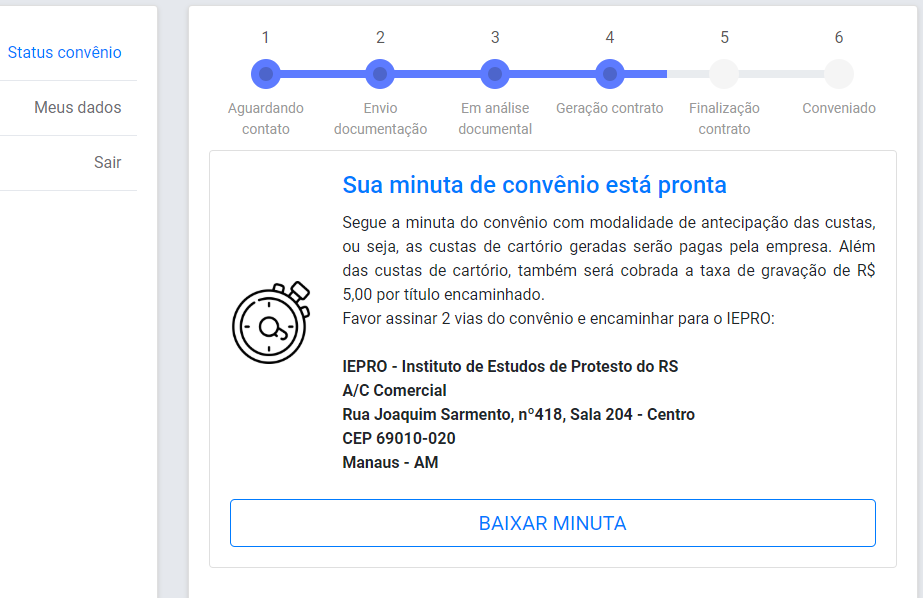 Status convênio
Meus dados
Sair
1
2
3
4
5
6
Aguardando
contato
Envio
documentação
Em análise
documental
Geração contrato
Finalização
contrato
Conveniado
Sua minuta de convênio está pronta
Segue a minuta do convênio com modalidade de antecipação das custas,
ou seja, as custas de cartório geradas serão pagas pela empresa. Além
das custas de cartório, também será cobrada a taxa de gravação de R$
5,00 por título encaminhado.
Favor assinar 2 vias do convênio e encaminhar para o IEPRO:
IEPRO - Instituto de Estudos de Protesto do RS
A/C Comercial
Rua Joaquim Sarmento, nº418, Sala 204 - Centro
CEP 69010-020
Manaus - AM
BAIXAR MINUTA